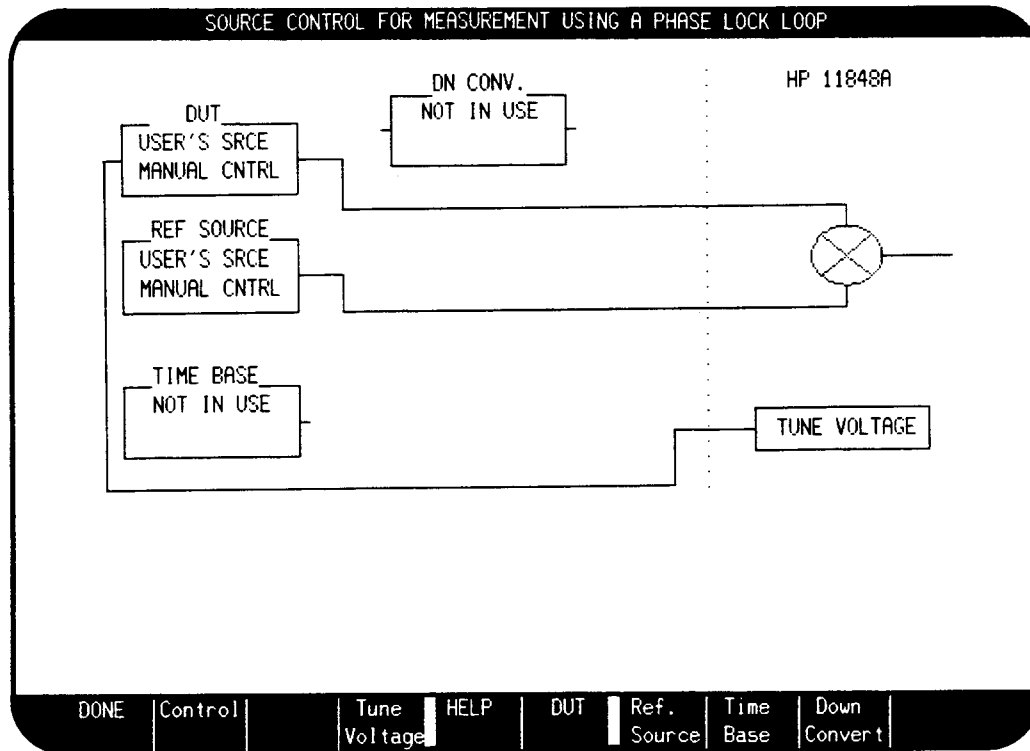 SOURCE CONTROL FOR MEASUREMENT USING A PHASE LOCK LOOP
HP 11848A
DN CONV.
NOT IN USE
DUT
USER'S SRCE
MANUAL CNTRL
REF SOURCE
USER'S SRCE
MANUAL CNTRL
TIME BASE
NOT IN USE
TUNE VOLTAGE
DONE
Control
Tune
Voltage
HELP
DUT
Ref.
Source
Time
Base
Down
Convert